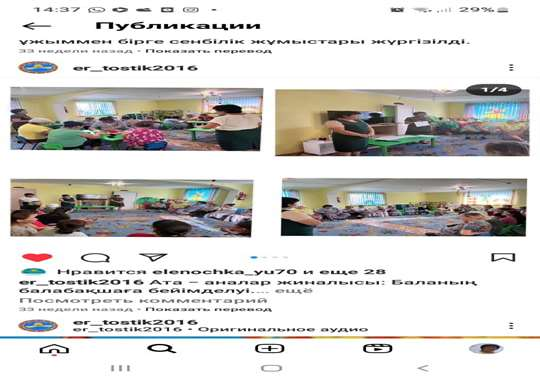 14:37 29%
Публикации
ұжыммен бірге сенбілік жұмыстары жүргізілді.
33 недели назад • Показать перевод
er_tostik2016
1/4
Нравится elenochka_yu70 и еще 28
er_tostik2016 Ата – аналар жиналысы: Баланың
балабақшаға бейімделуі.... ещё
Посмотреть комментарий
33 недели назад • Показать перевод
er_tostik2016
er_tostik2016 • Оригинальное аудио